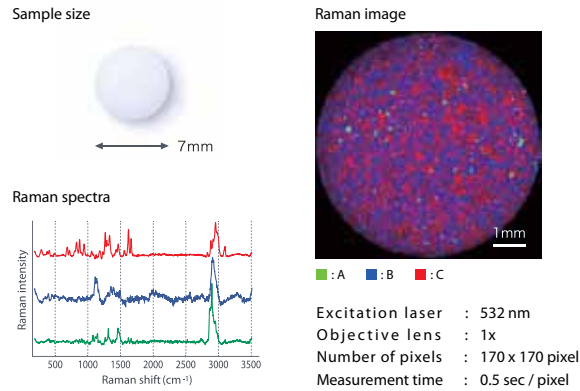 Sample size
7mm
Raman spectra
Raman intensity
500 1000 1500 2000 2500 3000 3500
Raman shift (cm⁻¹)
Raman image
1mm
: A : B : C
Excitation laser : 532 nm
Objective lens : 1x
Number of pixels : 170 x 170 pixel
Measurement time : 0.5 sec / pixel